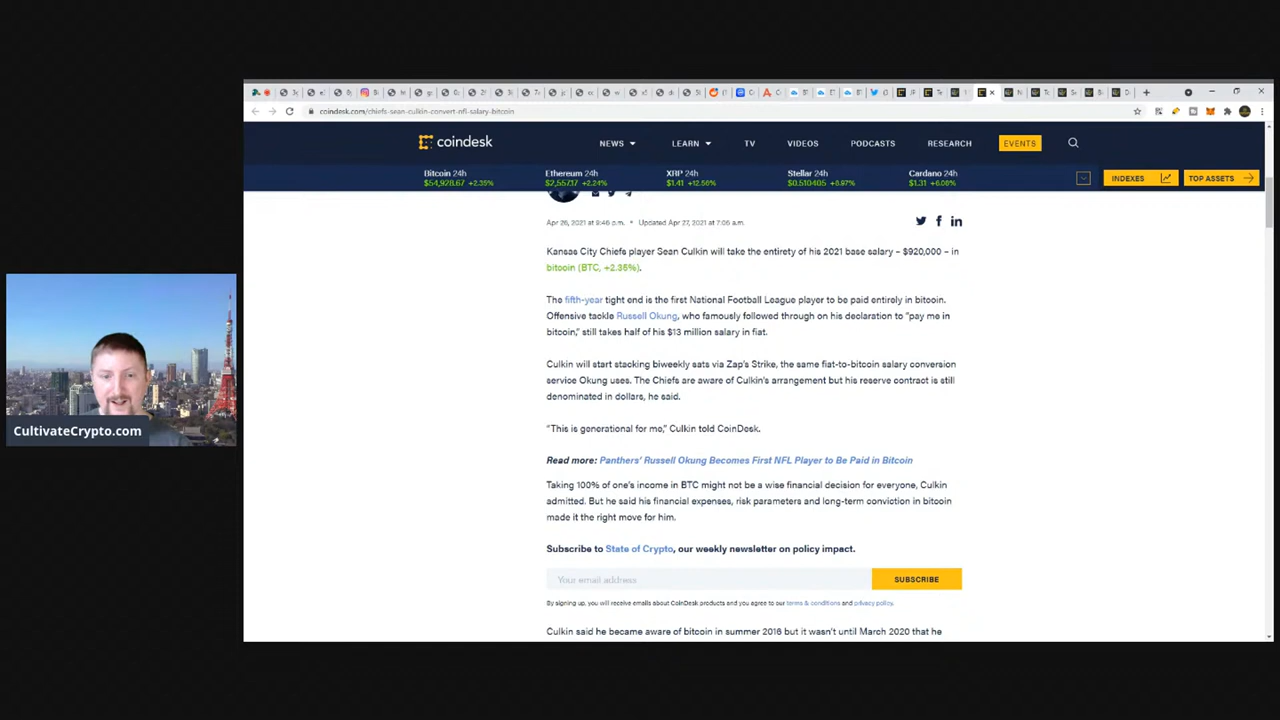 coindesk.com/chiefs-sean-culkin-convert-nfl-salary-bitcoin
coindesk
NEWS
LEARN
TV
VIDEOS
PODCASTS
RESEARCH
EVENTS
Bitcoin 24h
$54,928.67 +2.35%
Ethereum 24h
$2,557.37 +2.24%
XRP 24h
$1.41 +12.56%
Stellar 24h
$0.510405 +8.97%
Cardano 24h
$1.31 +6.08%
INDEXES
TOP ASSETS
Apr 26, 2021 at 9:46 p.m. • Updated Apr 27, 2021 at 7:05 a.m.
Kansas City Chiefs player Sean Culkin will take the entirety of his 2021 base salary – $920,000 – in
bitcoin (BTC, +2.35%).
The fifth-year tight end is the first National Football League player to be paid entirely in bitcoin.
Offensive tackle Russell Okung, who famously followed through on his declaration to “pay me in
bitcoin,” still takes half of his $13 million salary in fiat.
Culkin will start stacking biweekly sats via Zap’s Strike, the same fiat-to-bitcoin salary conversion
service Okung uses. The Chiefs are aware of Culkin’s arrangement but his reserve contract is still
denominated in dollars, he said.
“This is generational for me,” Culkin told CoinDesk.
Read more: Panthers’ Russell Okung Becomes First NFL Player to Be Paid in Bitcoin
Taking 100% of one’s income in BTC might not be a wise financial decision for everyone, Culkin
admitted. But he said his financial expenses, risk parameters and long-term conviction in bitcoin
made it the right move for him.
Subscribe to State of Crypto, our weekly newsletter on policy impact.
Your email address
SUBSCRIBE
By signing up, you will receive emails about CoinDesk products and you agree to our terms & conditions and privacy policy.
Culkin said he became aware of bitcoin in summer 2016 but it wasn’t until March 2020 that he
CultivateCrypto.com